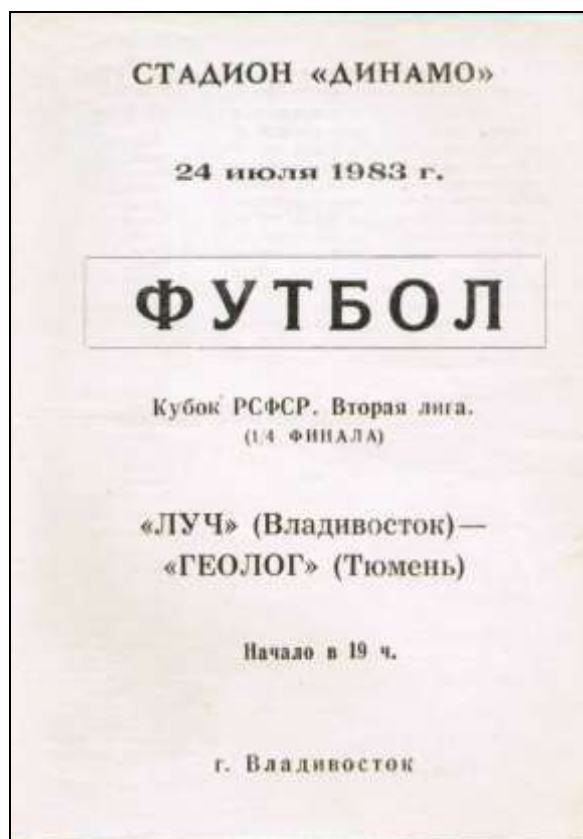 СТАДИОН «ДИНАМО»
24 июля 1983 г.
ФУТБОЛ
Кубок РСФСР. Вторая лига.
(1/4 ФИНАЛА)
«ЛУЧ» (Владивосток)—
«ГЕОЛОГ» (Тюмень)
Начало в 19 ч.
г. Владивосток